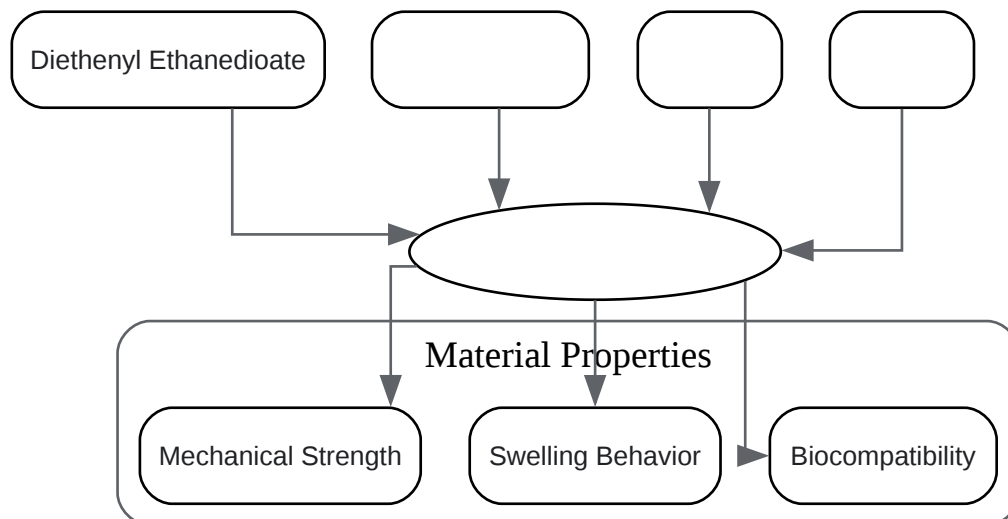 Diethenyl Ethanedioate
Material Properties
Mechanical Strength
Swelling Behavior
Biocompatibility